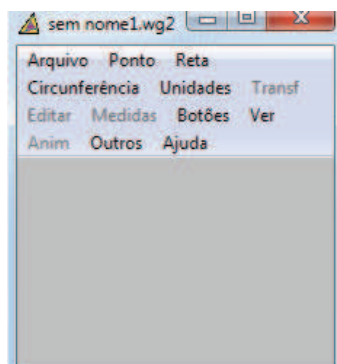 sem nome1.wg2
Arquivo Ponto Reta
Circunferência Unidades Transf
Editar Medidas Botões Ver
Anim Outros Ajuda